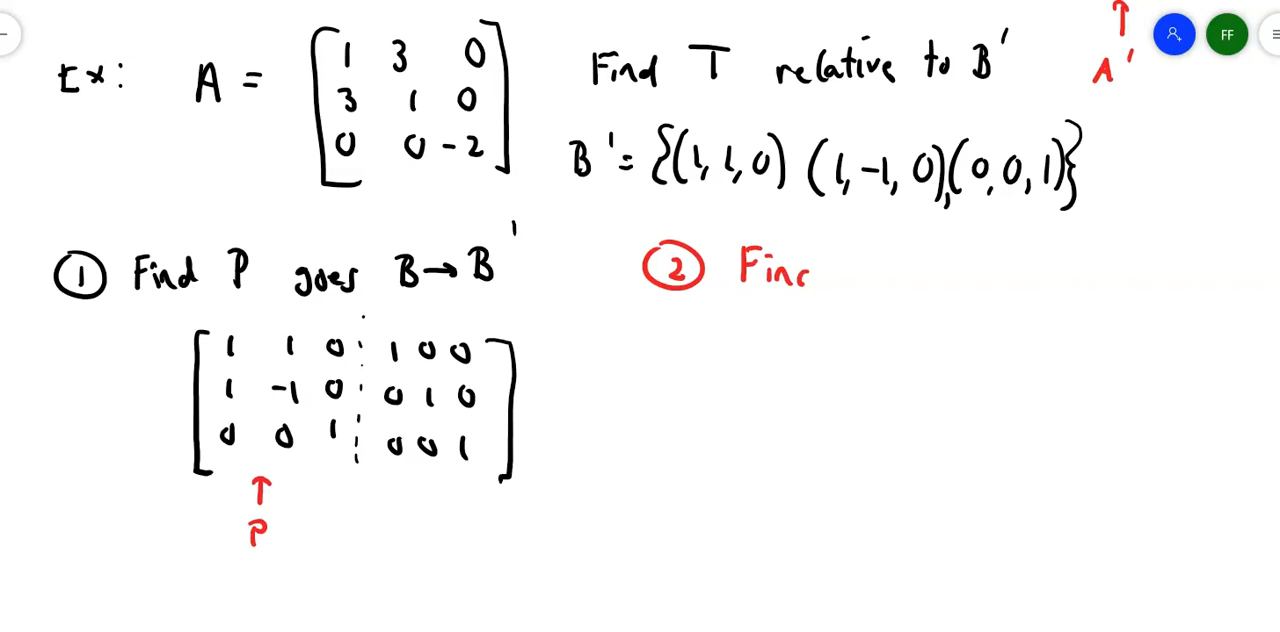 Ex: A = [1 3 0
3 1 0
0 0 -2]
Find T relative to B'
A'
B' = {(1, 1, 0) (1, -1, 0), (0, 0, 1)}
FF
① Find P goes B → B'
[1 1 0 1 0 0
1 -1 0 0 1 0
0 0 1 0 0 1]
↑
P
② Finc